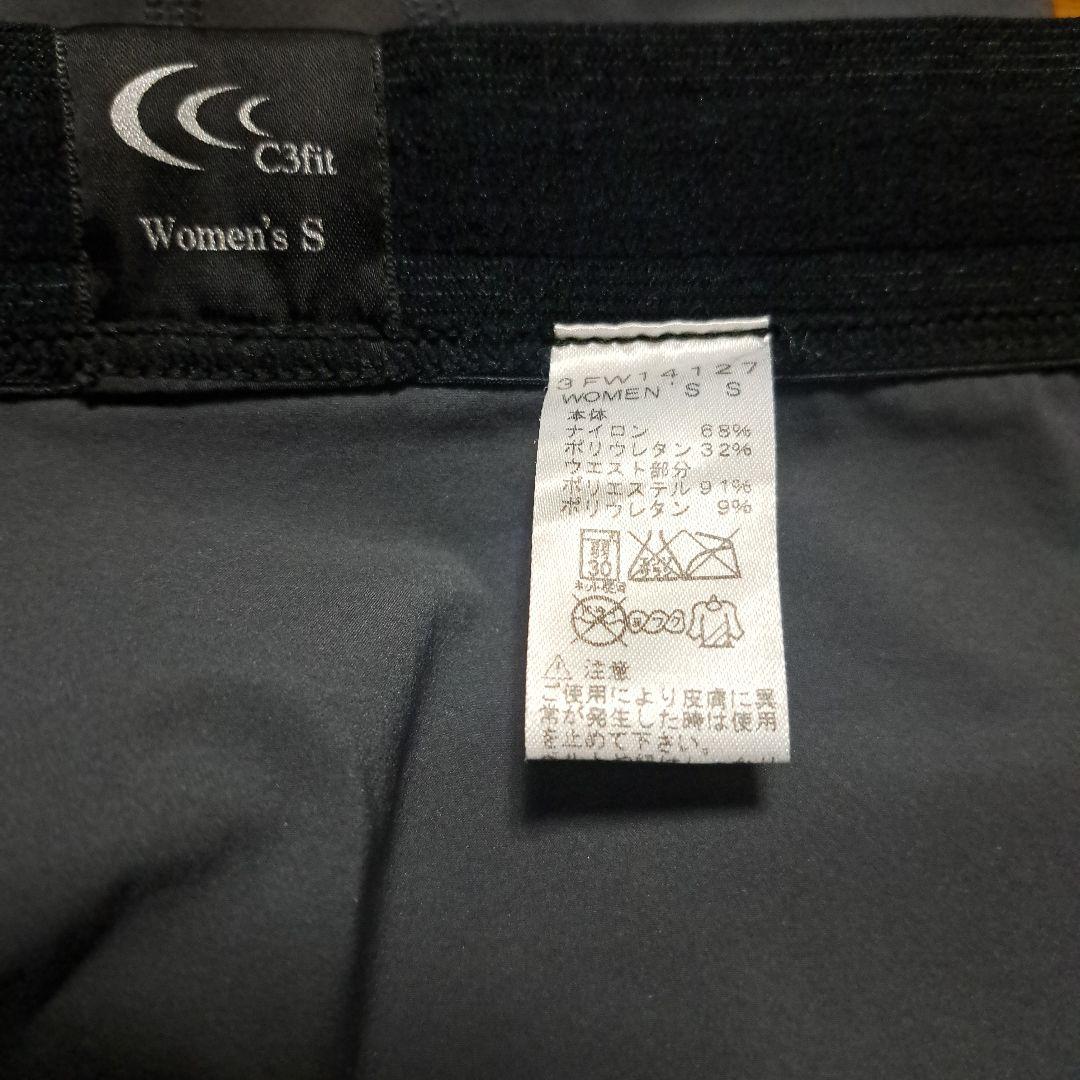 C3fit
Women's S
3FW14127
WOMEN'S S
本体
ナイロン 68%
ポリウレタン 32%
ウエスト部分
ポリエステル 91%
ポリウレタン 9%
弱
30
ネット使用
注意
ご使用により皮膚に異
常が発生した時は使用
を止めて下さい。